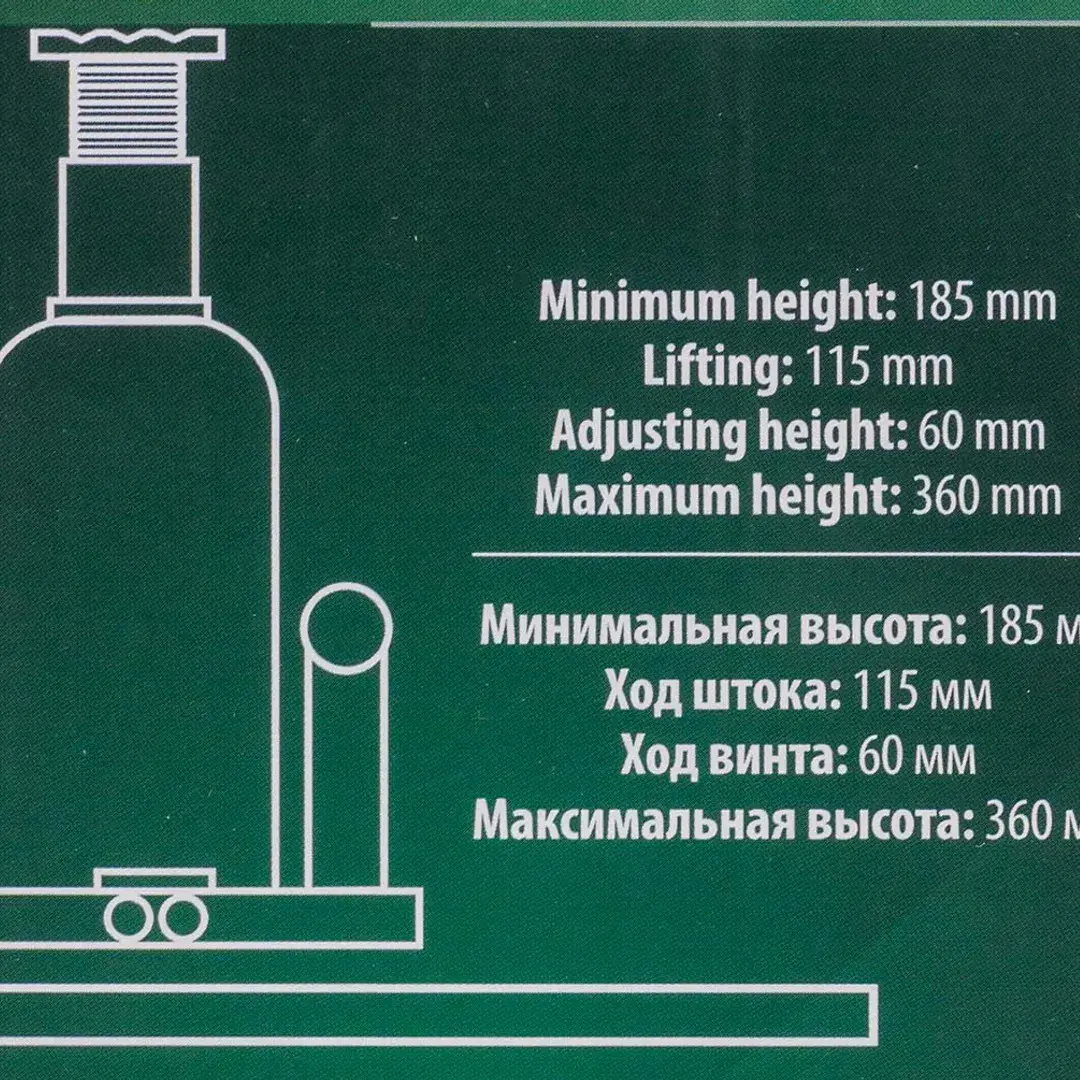 Minimum height: 185 mm
Lifting: 115 mm
Adjusting height: 60 mm
Maximum height: 360 mm
Минимальная высота: 185 м
Ход штока: 115 мм
Ход винта: 60 мм
Максимальная высота: 360